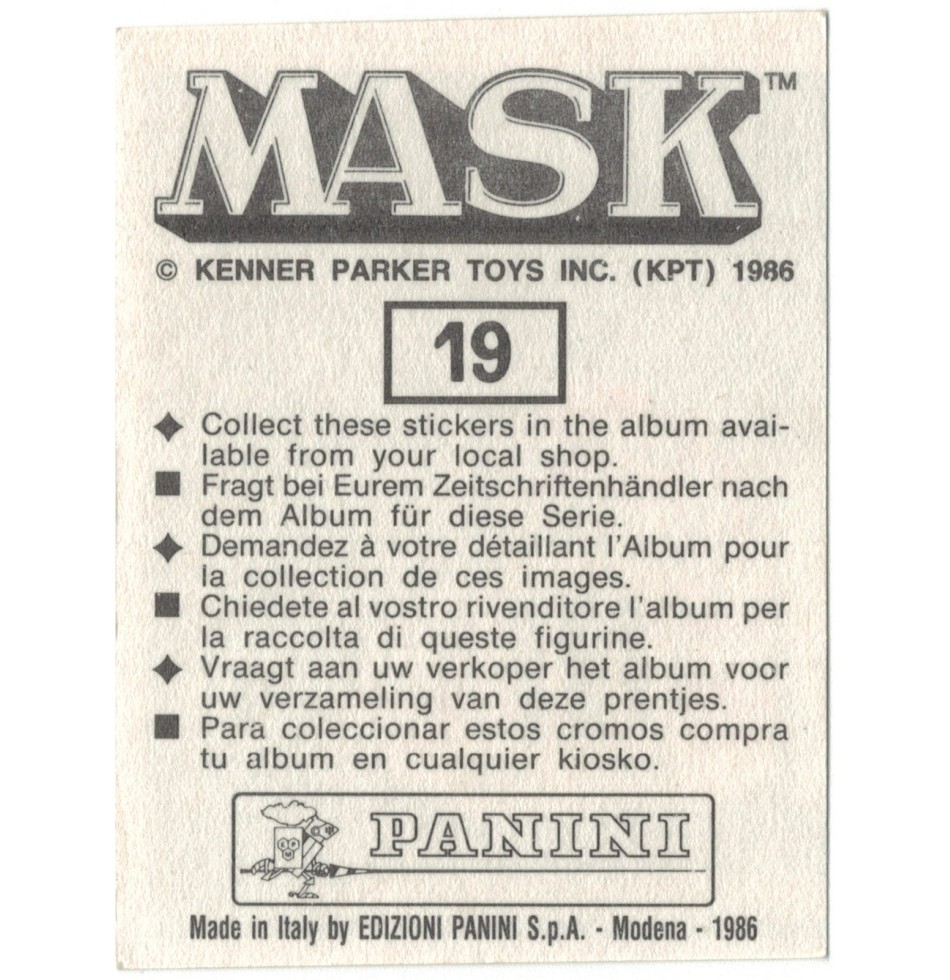 MASK™
© KENNER PARKER TOYS INC. (KPT) 1986
19
✦ Collect these stickers in the album avai-
lable from your local shop.
■ Fragt bei Eurem Zeitschriftenhändler nach
dem Album für diese Serie.
✦ Demandez à votre détaillant l'Album pour
la collection de ces images.
■ Chiedete al vostro rivenditore l'album per
la raccolta di queste figurine.
✦ Vraagt aan uw verkoper het album voor
uw verzameling van deze prentjes.
■ Para coleccionar estos cromos compra
tu album en cualquier kiosko.
PANINI
Made in Italy by EDIZIONI PANINI S.p.A. - Modena - 1986